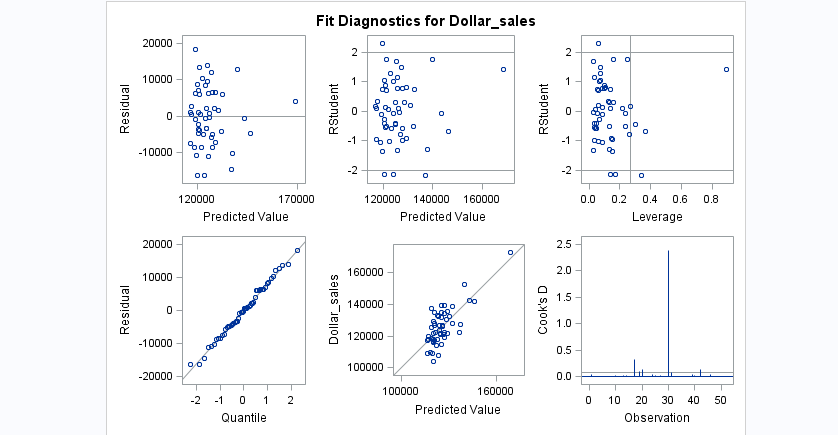 Fit Diagnostics for Dollar_sales
20000
10000
0
-10000
Residual
120000 170000
Predicted Value
2
1
0
-1
-2
RStudent
120000 140000 160000
Predicted Value
2
1
0
-1
-2
RStudent
0.0 0.2 0.4 0.6 0.8
Leverage
20000
10000
0
-10000
-20000
Residual
-2 -1 0 1 2
Quantile
160000
140000
120000
100000
Dollar_sales
100000 160000
Predicted Value
2.5
2.0
1.5
1.0
0.5
0.0
Cook's D
0 10 20 30 40 50
Observation